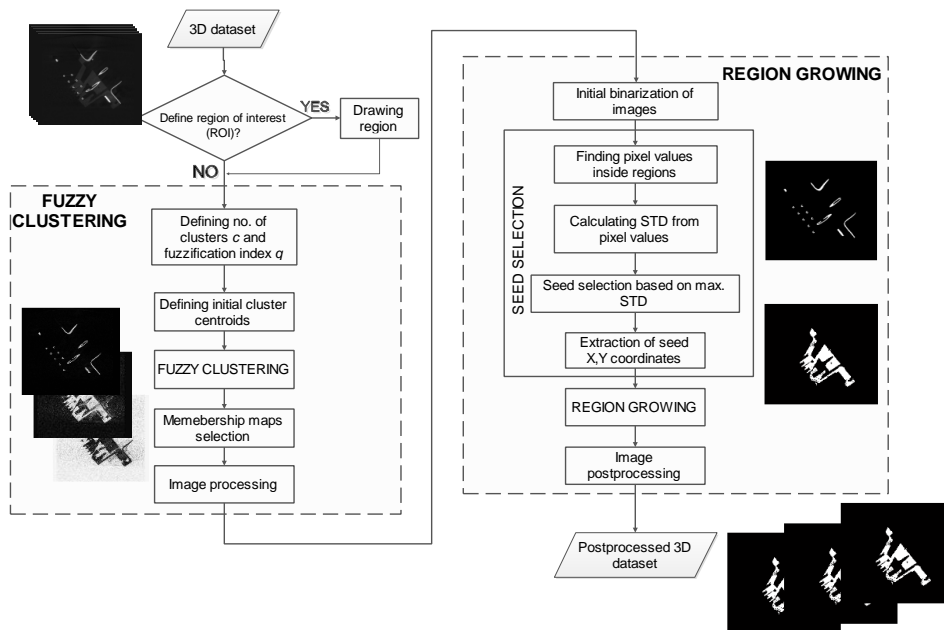 3D dataset
Define region of interest
(ROI)?
YES
Drawing
region
NO
FUZZY
CLUSTERING
Defining no. of
clusters c and
fuzzification index q
Defining initial cluster
centroids
FUZZY CLUSTERING
Memebership maps
selection
Image processing
REGION GROWING
Initial binarization of
images
SEED SELECTION
Finding pixel values
inside regions
Calculating STD from
pixel values
Seed selection based on max.
STD
Extraction of seed
X,Y coordinates
REGION GROWING
Image
postprocessing
Postprocessed 3D
dataset